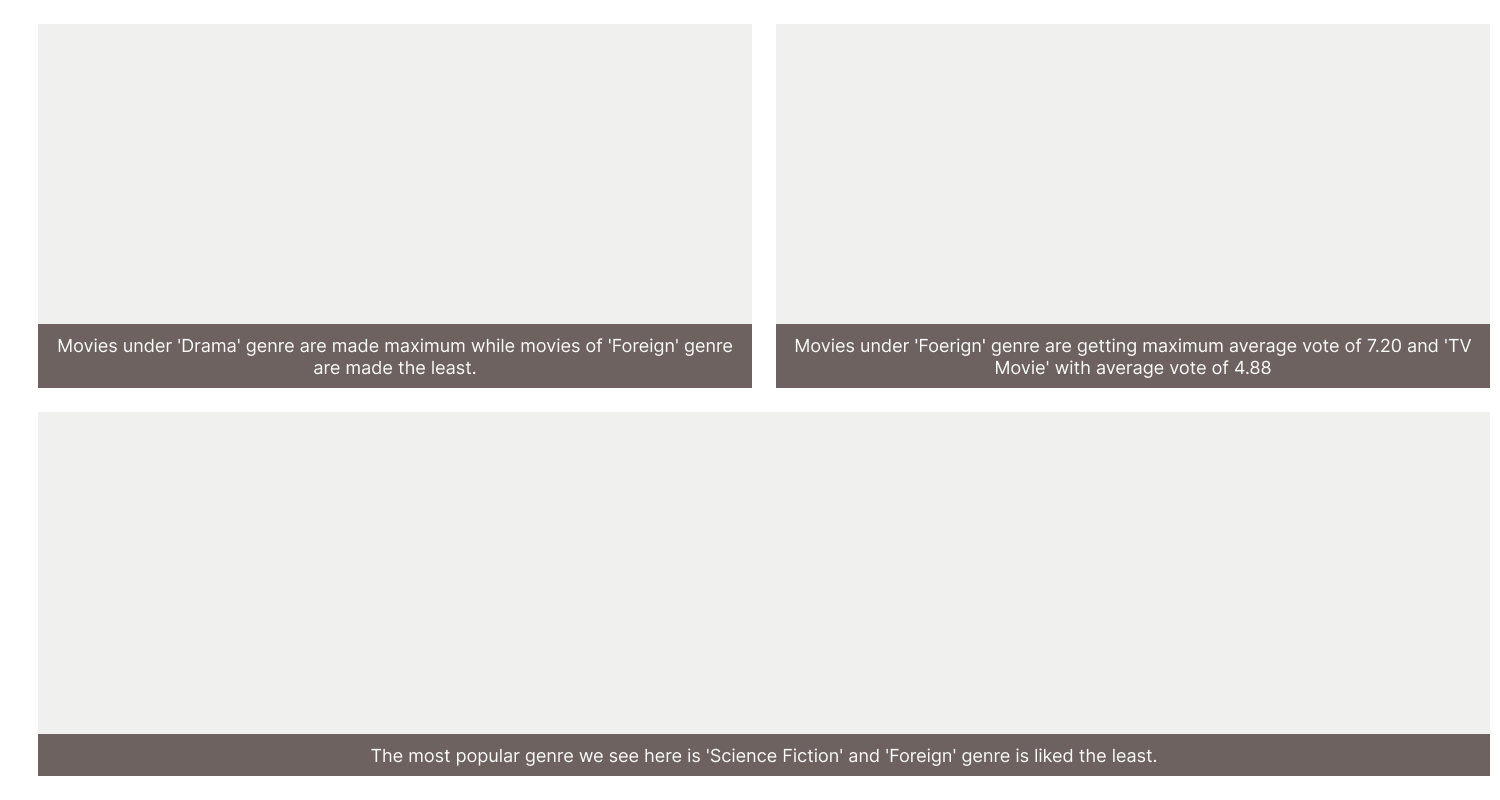 Movies under 'Drama' genre are made maximum while movies of 'Foreign' genre
are made the least.
Movies under 'Foerign' genre are getting maximum average vote of 7.20 and 'TV
Movie' with average vote of 4.88
The most popular genre we see here is 'Science Fiction' and 'Foreign' genre is liked the least.